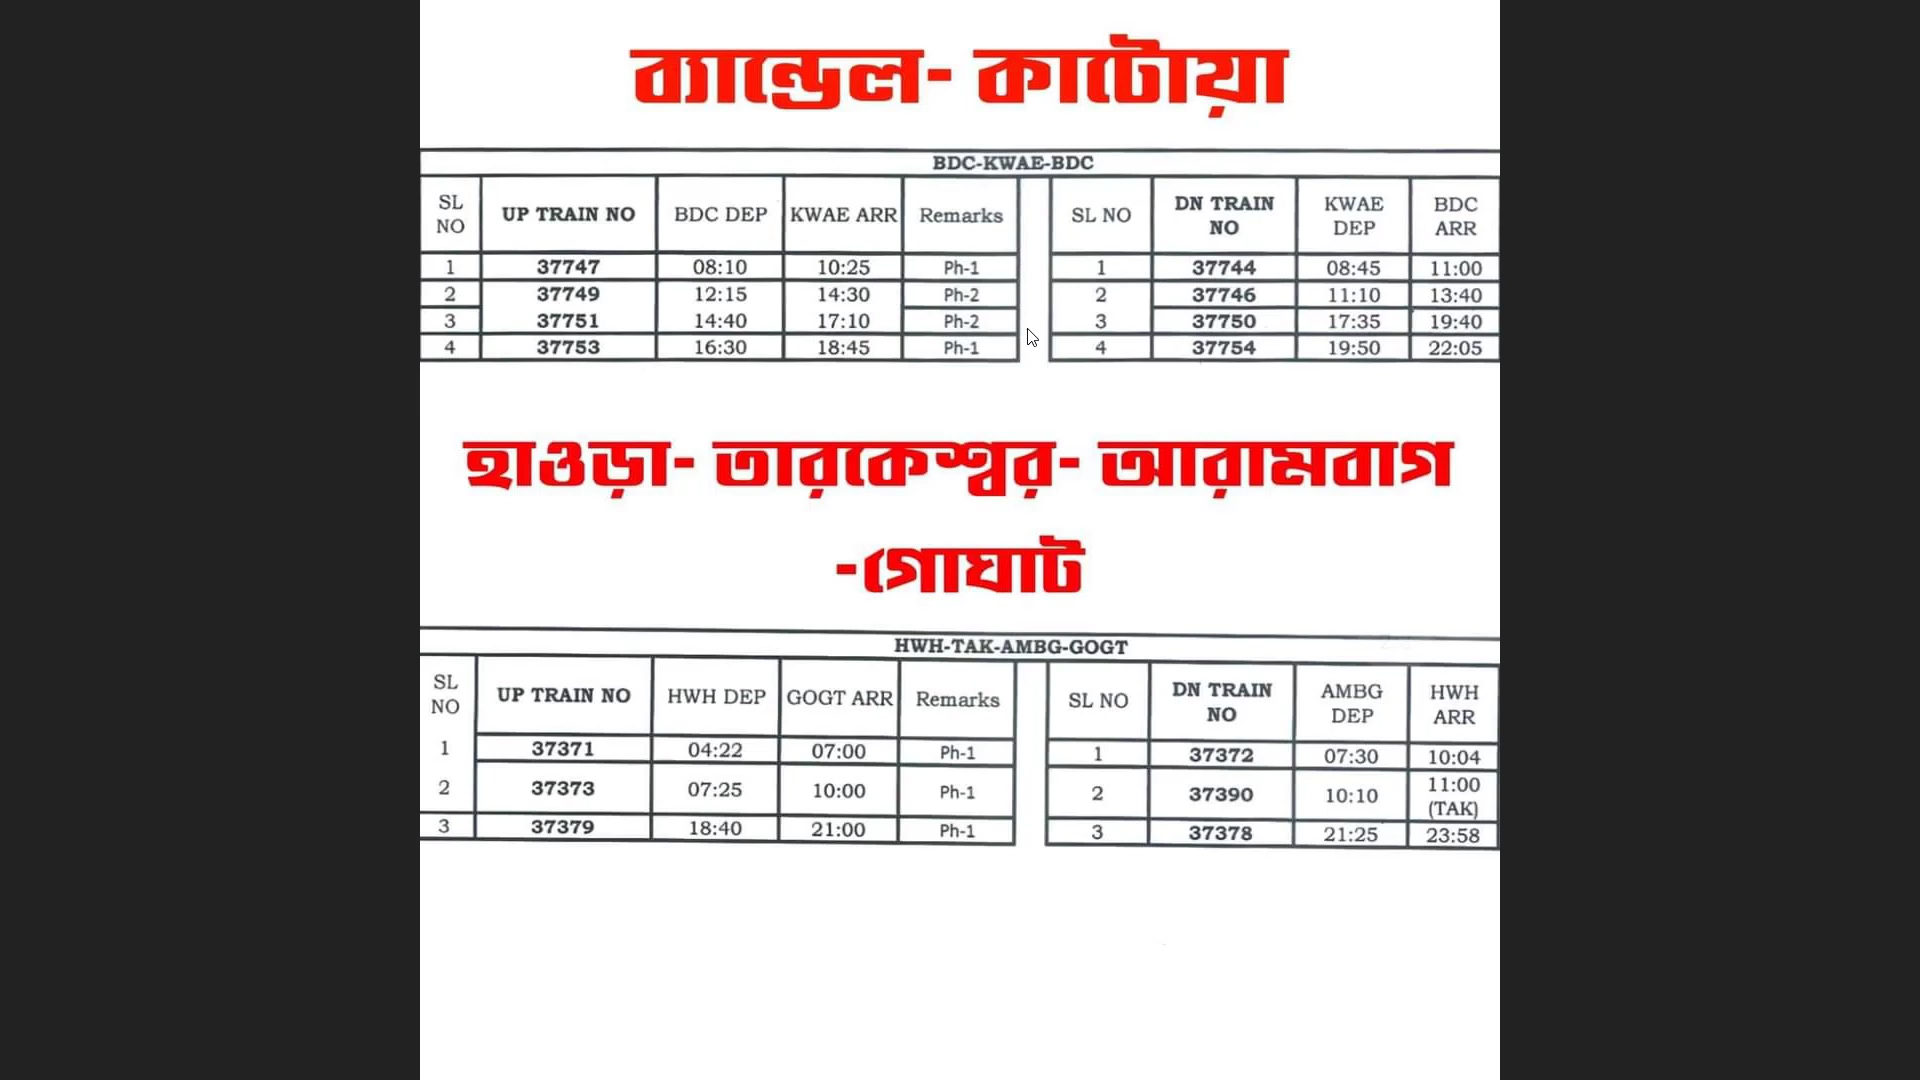 ব্যান্ডেল- কাটোয়া
BDC-KWAE-BDC
SL NO UP TRAIN NO BDC DEP KWAE ARR Remarks SL NO DN TRAIN NO KWAE DEP BDC ARR
1 37747 08:10 10:25 Ph-1 1 37744 08:45 11:00
2 37749 12:15 14:30 Ph-2 2 37746 11:10 13:40
3 37751 14:40 17:10 Ph-2 3 37750 17:35 19:40
4 37753 16:30 18:45 Ph-1 4 37754 19:50 22:05
হাওড়া- তারকেশ্বর- আরামবাগ
-গোঘাট
HWH-TAK-AMBG-GOGT
SL NO UP TRAIN NO HWH DEP GOGT ARR Remarks SL NO DN TRAIN NO AMBG DEP HWH ARR
1 37371 04:22 07:00 Ph-1 1 37372 07:30 10:04
2 37373 07:25 10:00 Ph-1 2 37390 10:10 11:00 (TAK)
3 37379 18:40 21:00 Ph-1 3 37378 21:25 23:58